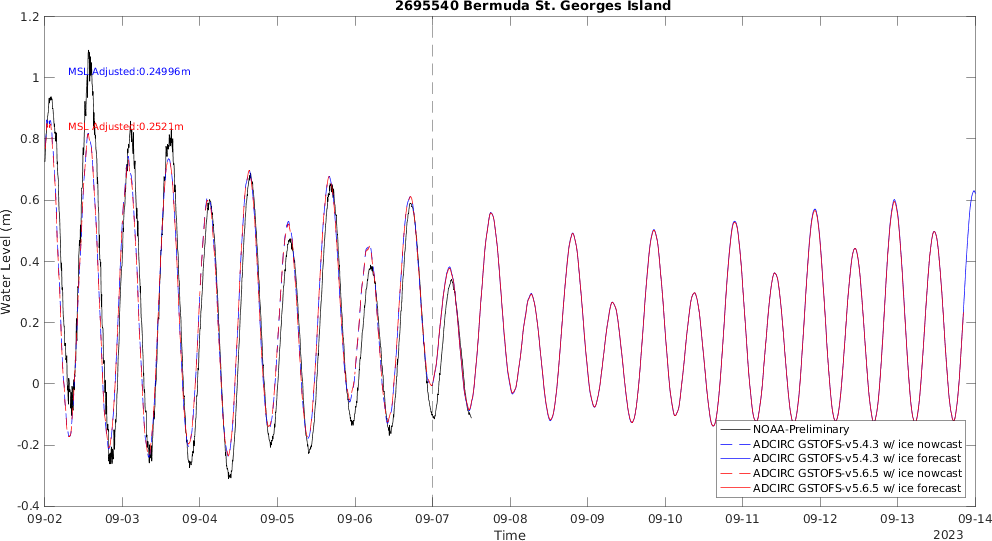 2695540 Bermuda St. Georges Island
1.2
1
0.8
0.6
0.4
0.2
0
-0.2
-0.4
Water Level (m)
MSL Adjusted:0.24996m
MSL Adjusted:0.2521m
NOAA-Preliminary
ADCIRC GSTOFS-v5.4.3 w/ ice nowcast
ADCIRC GSTOFS-v5.4.3 w/ ice forecast
ADCIRC GSTOFS-v5.6.5 w/ ice nowcast
ADCIRC GSTOFS-v5.6.5 w/ ice forecast
09-02 09-03 09-04 09-05 09-06 09-07 09-08 09-09 09-10 09-11 09-12 09-13 09-14
Time
2023